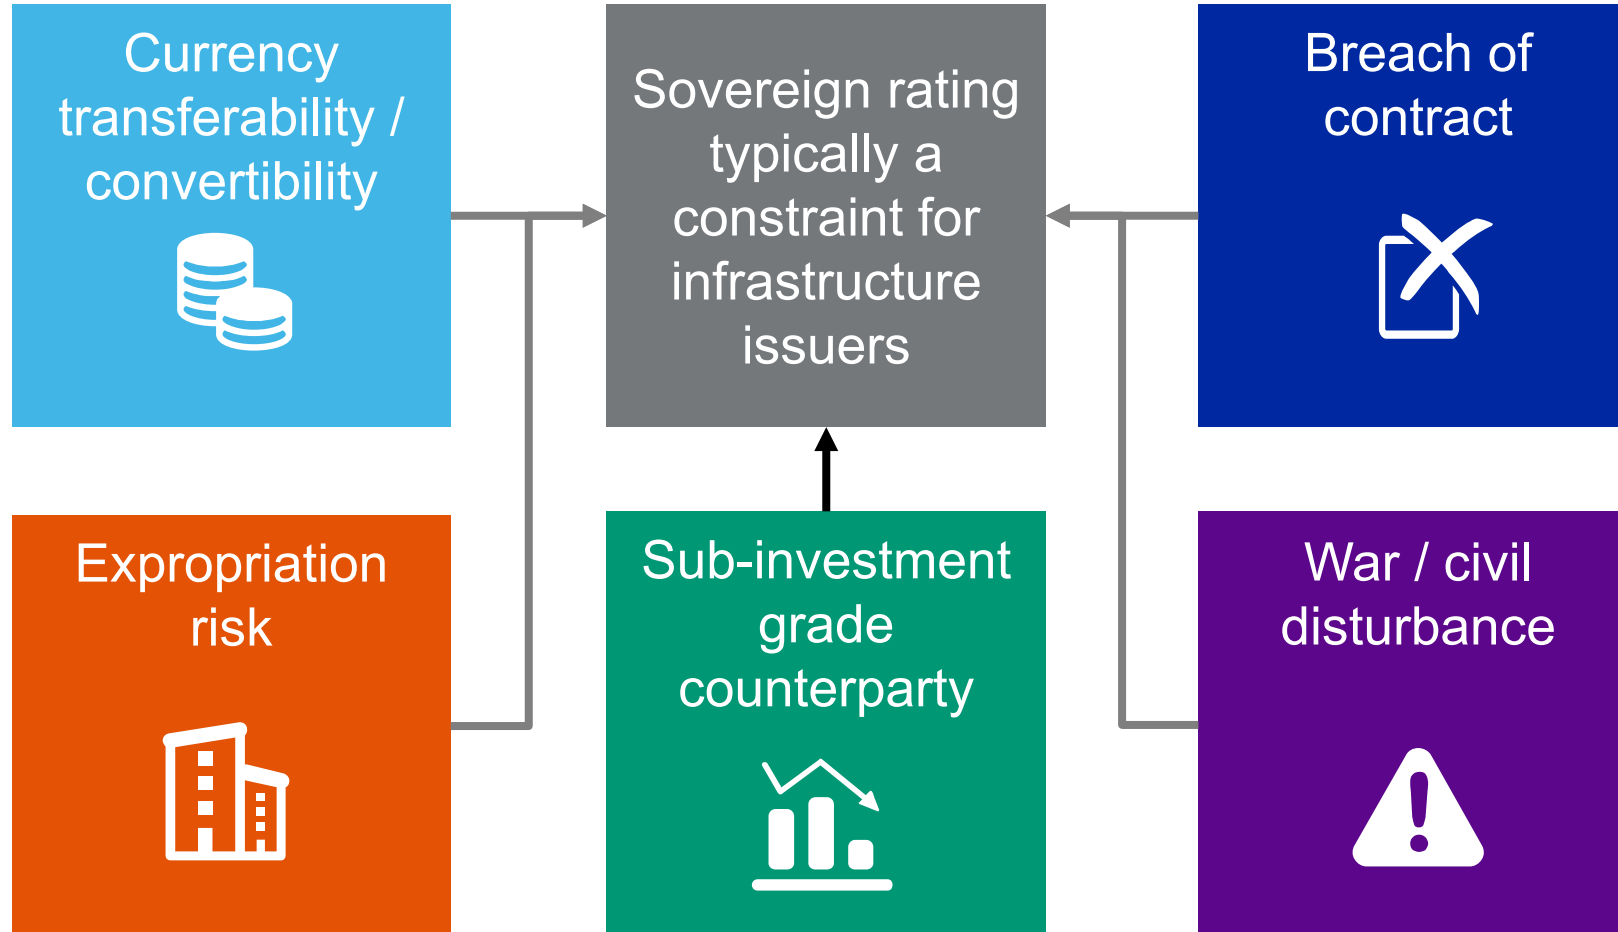 Currency
transferability /
convertibility
Sovereign rating
typically a
constraint for
infrastructure
issuers
Breach of
contract
Expropriation
risk
Sub-investment
grade
counterparty
War / civil
disturbance